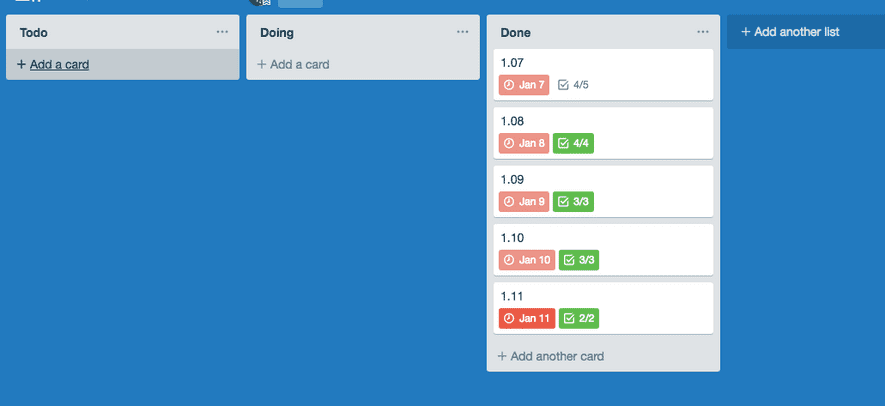 Todo
+ Add a card
Doing
+ Add a card
Done
1.07
Jan 7 4/5
1.08
Jan 8 4/4
1.09
Jan 9 3/3
1.10
Jan 10 3/3
1.11
Jan 11 2/2
+ Add another card
+ Add another list